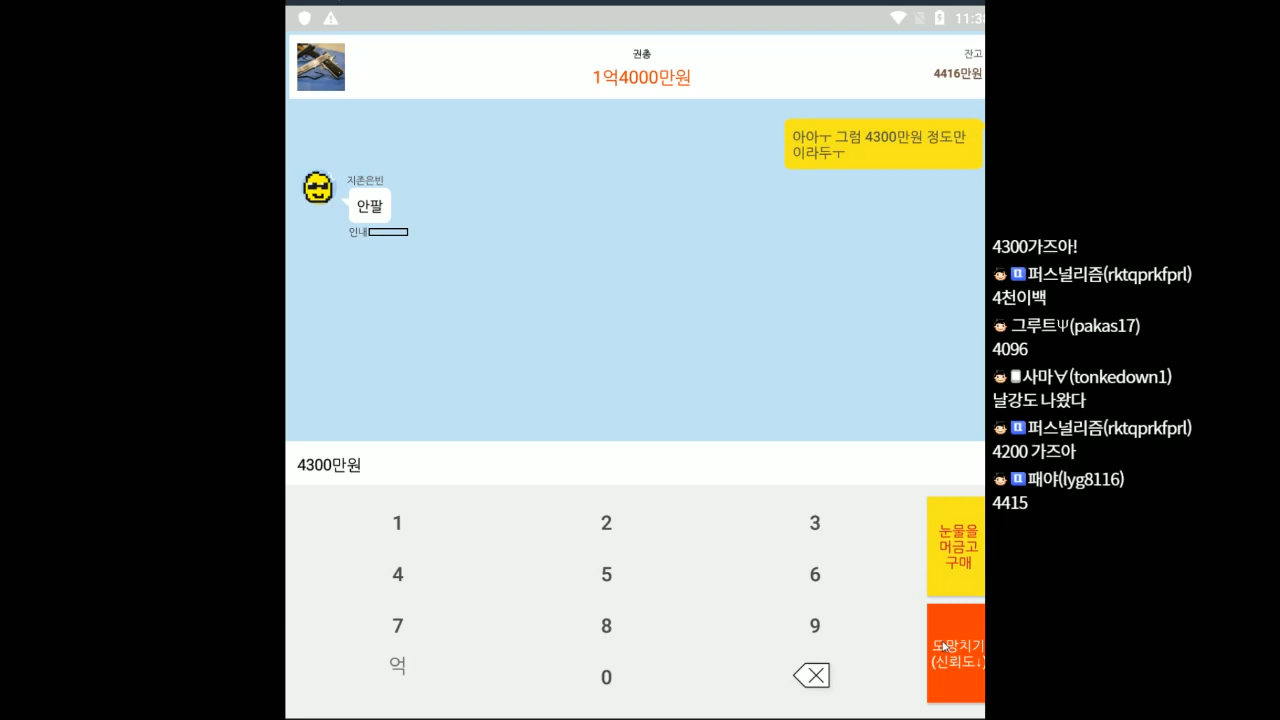 11:3
권총
1억4000만원
잔고
4416만원
아아ㅜ 그럼 4300만원 정도만
이라두ㅜ
지존은빈
안팔
인내
4300만원
1 2 3
4 5 6
7 8 9
억 0
눈물을
머금고
구매
도망치기
(신뢰도↓)
4300가즈아!
퍼스널리즘(rktqprkfprl)
4천이백
그루트Ψ(pakas17)
4096
사마∀(tonkedown1)
날강도 나왔다
퍼스널리즘(rktqprkfprl)
4200 가즈아
패야(lyg8116)
4415